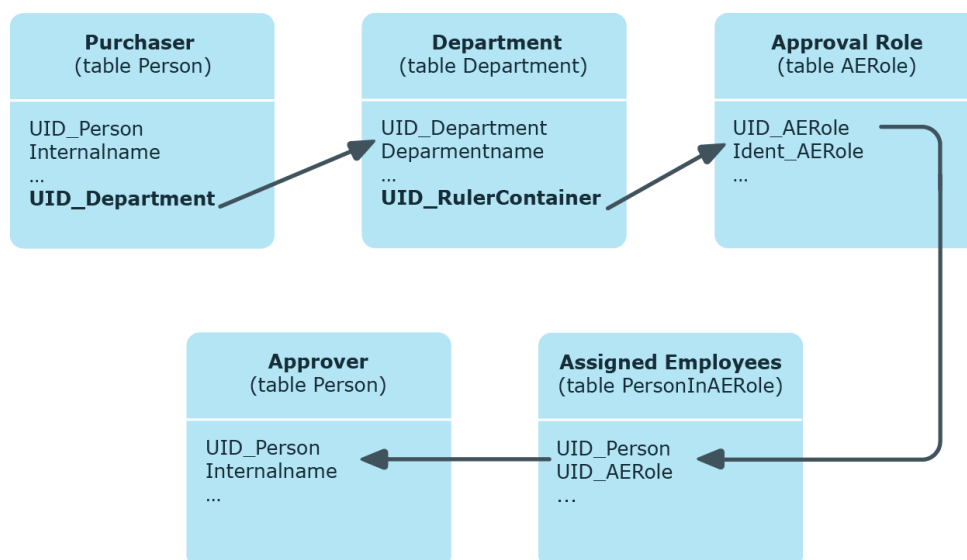 Purchaser
(table Person)
UID_Person
Internalname
...
UID_Department
Department
(table Department)
UID_Department
Deparmentname
...
UID_RulerContainer
Approval Role
(table AERole)
UID_AERole
Ident_AERole
...
Approver
(table Person)
UID_Person
Internalname
...
Assigned Employees
(table PersonInAERole)
UID_Person
UID_AERole
...